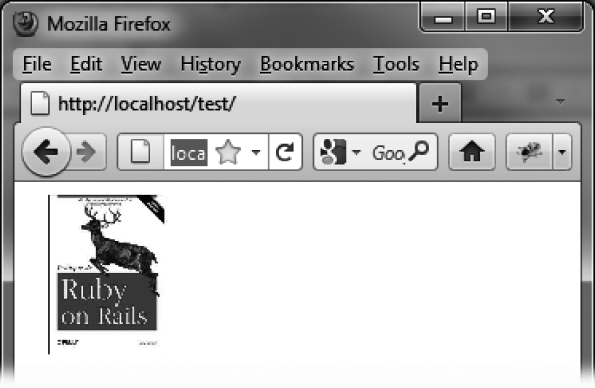 Mozilla Firefox
File Edit View History Bookmarks Tools Help
http://localhost/test/
loca Goo
Ruby
on Rails
O'REILLY